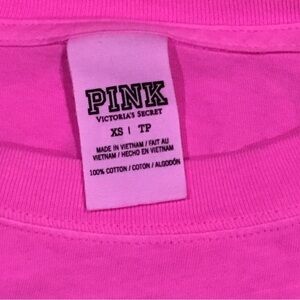 PINK
VICTORIA'S SECRET
XS | TP
MADE IN VIETNAM / FAIT AU
VIETNAM / HECHO EN VIETNAM
100% COTTON / COTON / ALGODÓN